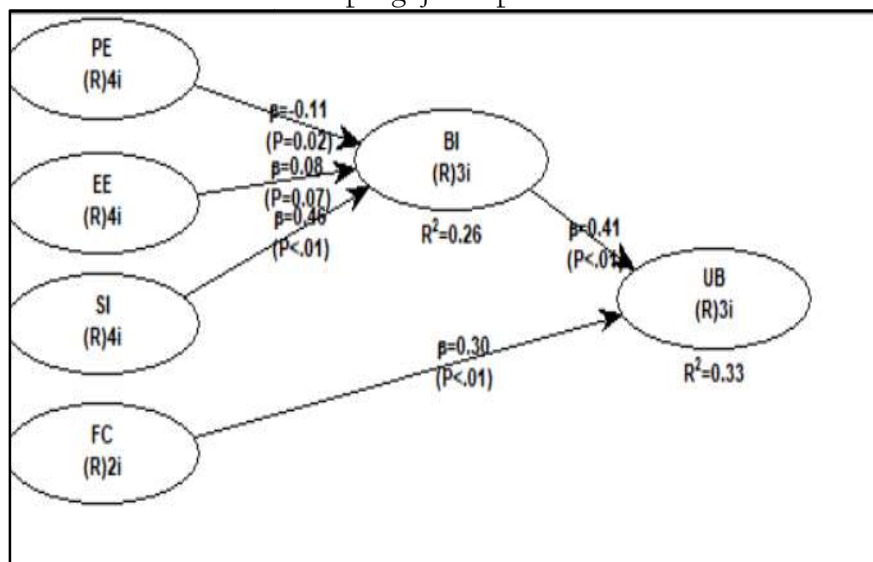 PE
(R)4i
β=-0.11
(P=0.02)
BI
(R)3i
EE
(R)4i
β=0.08
(P=0.07)
β=0.46
(P<.01)
R²=0.26
β=0.41
(P<.01)
SI
(R)4i
UB
(R)3i
β=0.30
(P<.01)
R²=0.33
FC
(R)2i